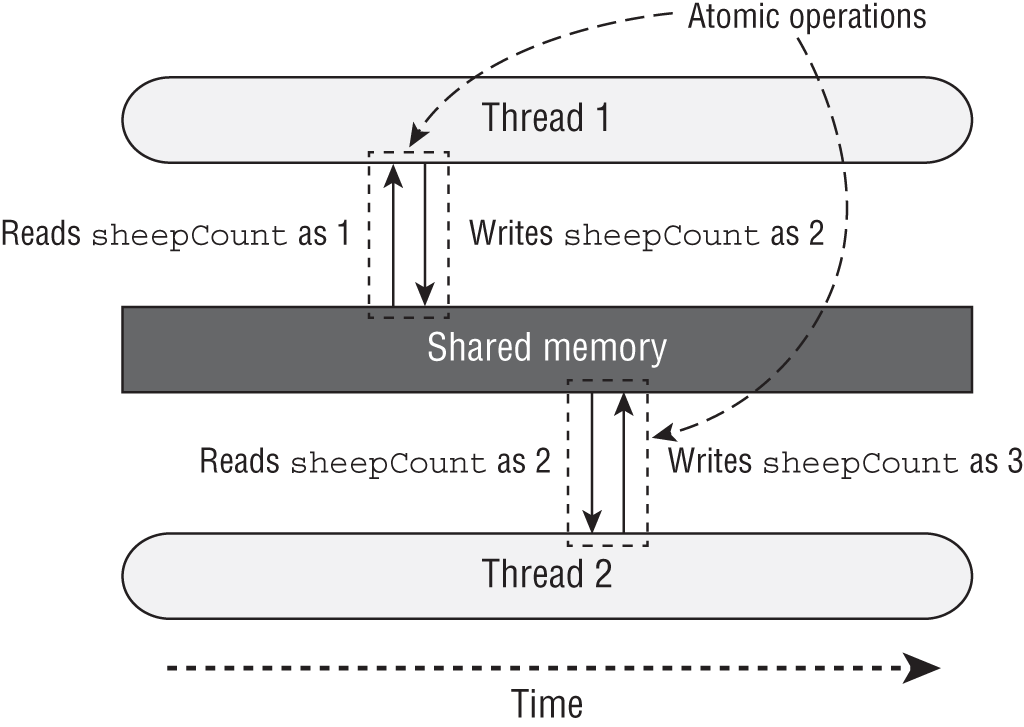 Atomic operations
Thread 1
Reads sheepCount as 1
Writes sheepCount as 2
Shared memory
Reads sheepCount as 2
Writes sheepCount as 3
Thread 2
Time